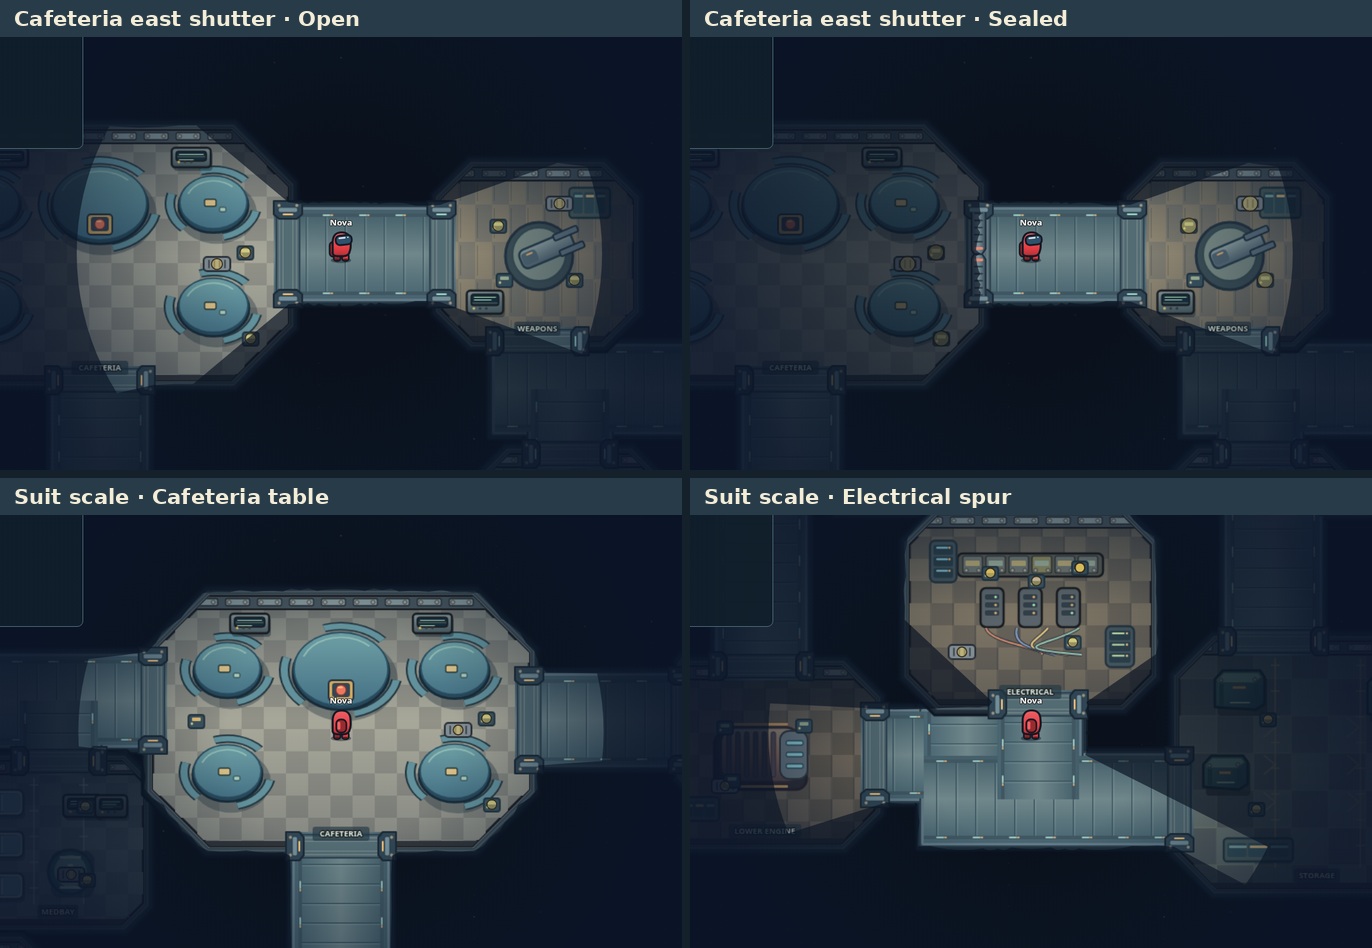 Cafeteria east shutter · Open
Cafeteria east shutter · Sealed
Nova
WEAPONS
CAFETERIA
Nova
WEAPONS
CAFETERIA
Suit scale · Cafeteria table
Suit scale · Electrical spur
Nova
CAFETERIA
MEDBAY
ELECTRICAL
Nova
LOWER ENGINE
STORAGE